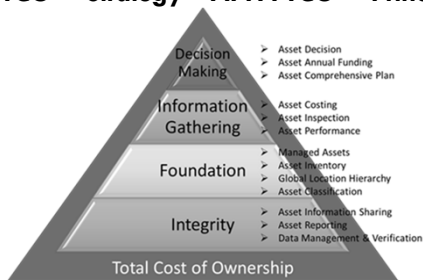 Decision
Making
➢ Asset Decision
➢ Asset Annual Funding
➢ Asset Comprehensive Plan
Information
Gathering
➢ Asset Costing
➢ Asset Inspection
➢ Asset Performance
Foundation
➢ Managed Assets
➢ Asset Inventory
➢ Global Location Hierarchy
➢ Asset Classification
Integrity
➢ Asset Information Sharing
➢ Asset Reporting
➢ Data Management & Verification
Total Cost of Ownership